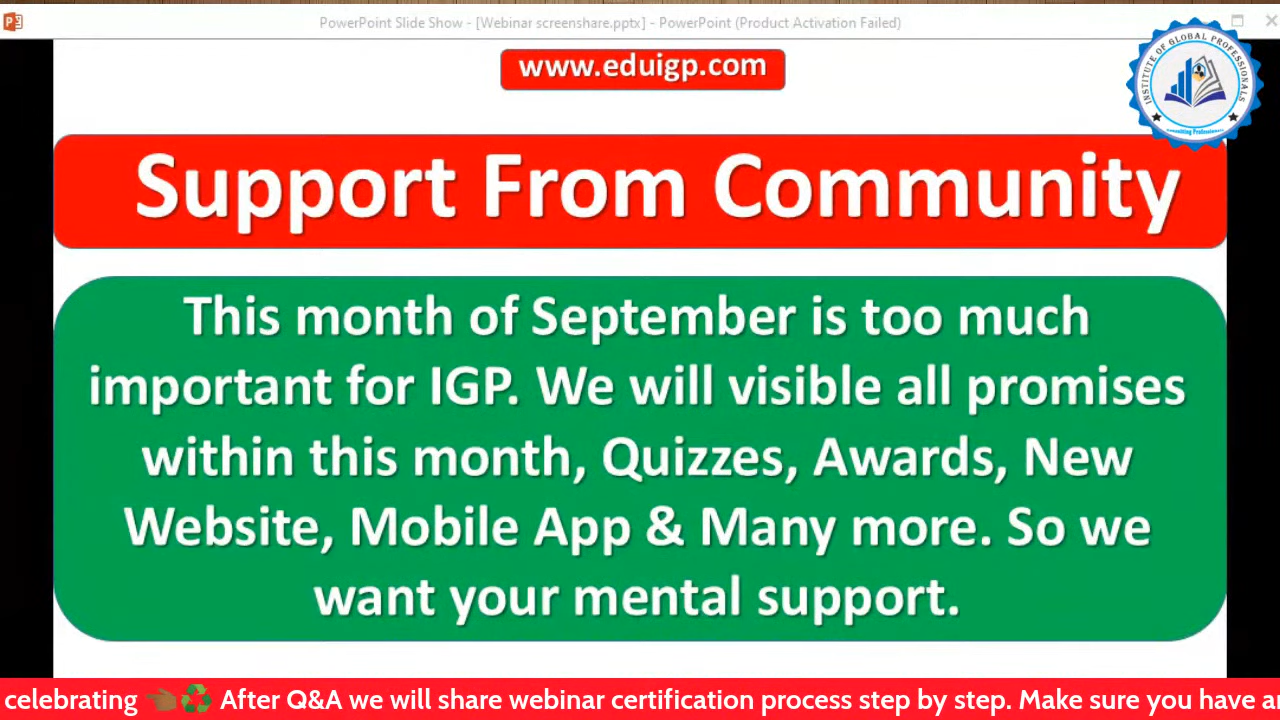 PowerPoint Slide Show - [Webinar screenshare.pptx] - PowerPoint (Product Activation Failed)
www.eduigp.com
INSTITUTE OF GLOBAL PROFESSIONALS
Support From Community
This month of September is too much
important for IGP. We will visible all promises
within this month, Quizzes, Awards, New
Website, Mobile App & Many more. So we
want your mental support.
celebrating 👈🏾♻️ After Q&A we will share webinar certification process step by step. Make sure you have